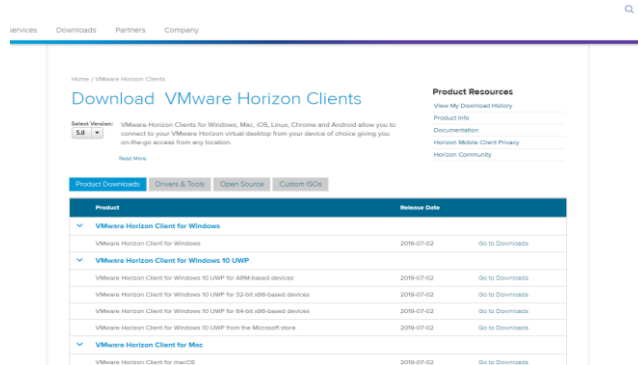 Services Downloads Partners Company
Home / VMware Horizon Clients
Download VMware Horizon Clients
Select Version:
5.0
VMware Horizon Clients for Windows, Mac, iOS, Linux, Chrome and Android allow you to
connect to your VMware Horizon virtual desktop from your device of choice giving you
on-the-go access from any location.
Read More
Product Resources
View My Download History
Product Info
Documentation
Horizon Mobile Client Privacy
Horizon Community
Product Downloads Drivers & Tools Open Source Custom ISOs
Product Release Date
VMware Horizon Client for Windows
VMware Horizon Client for Windows 2019-07-02 Go to Downloads
VMware Horizon Client for Windows 10 UWP
VMware Horizon Client for Windows 10 UWP for ARM-based devices 2019-07-02 Go to Downloads
VMware Horizon Client for Windows 10 UWP for 32-bit x86-based devices 2019-07-02 Go to Downloads
VMware Horizon Client for Windows 10 UWP for 64-bit x86-based devices 2019-07-02 Go to Downloads
VMware Horizon Client for Windows 10 UWP from the Microsoft store 2019-07-02 Go to Downloads
VMware Horizon Client for Mac
VMware Horizon Client for macOS 2019-07-02 Go to Downloads